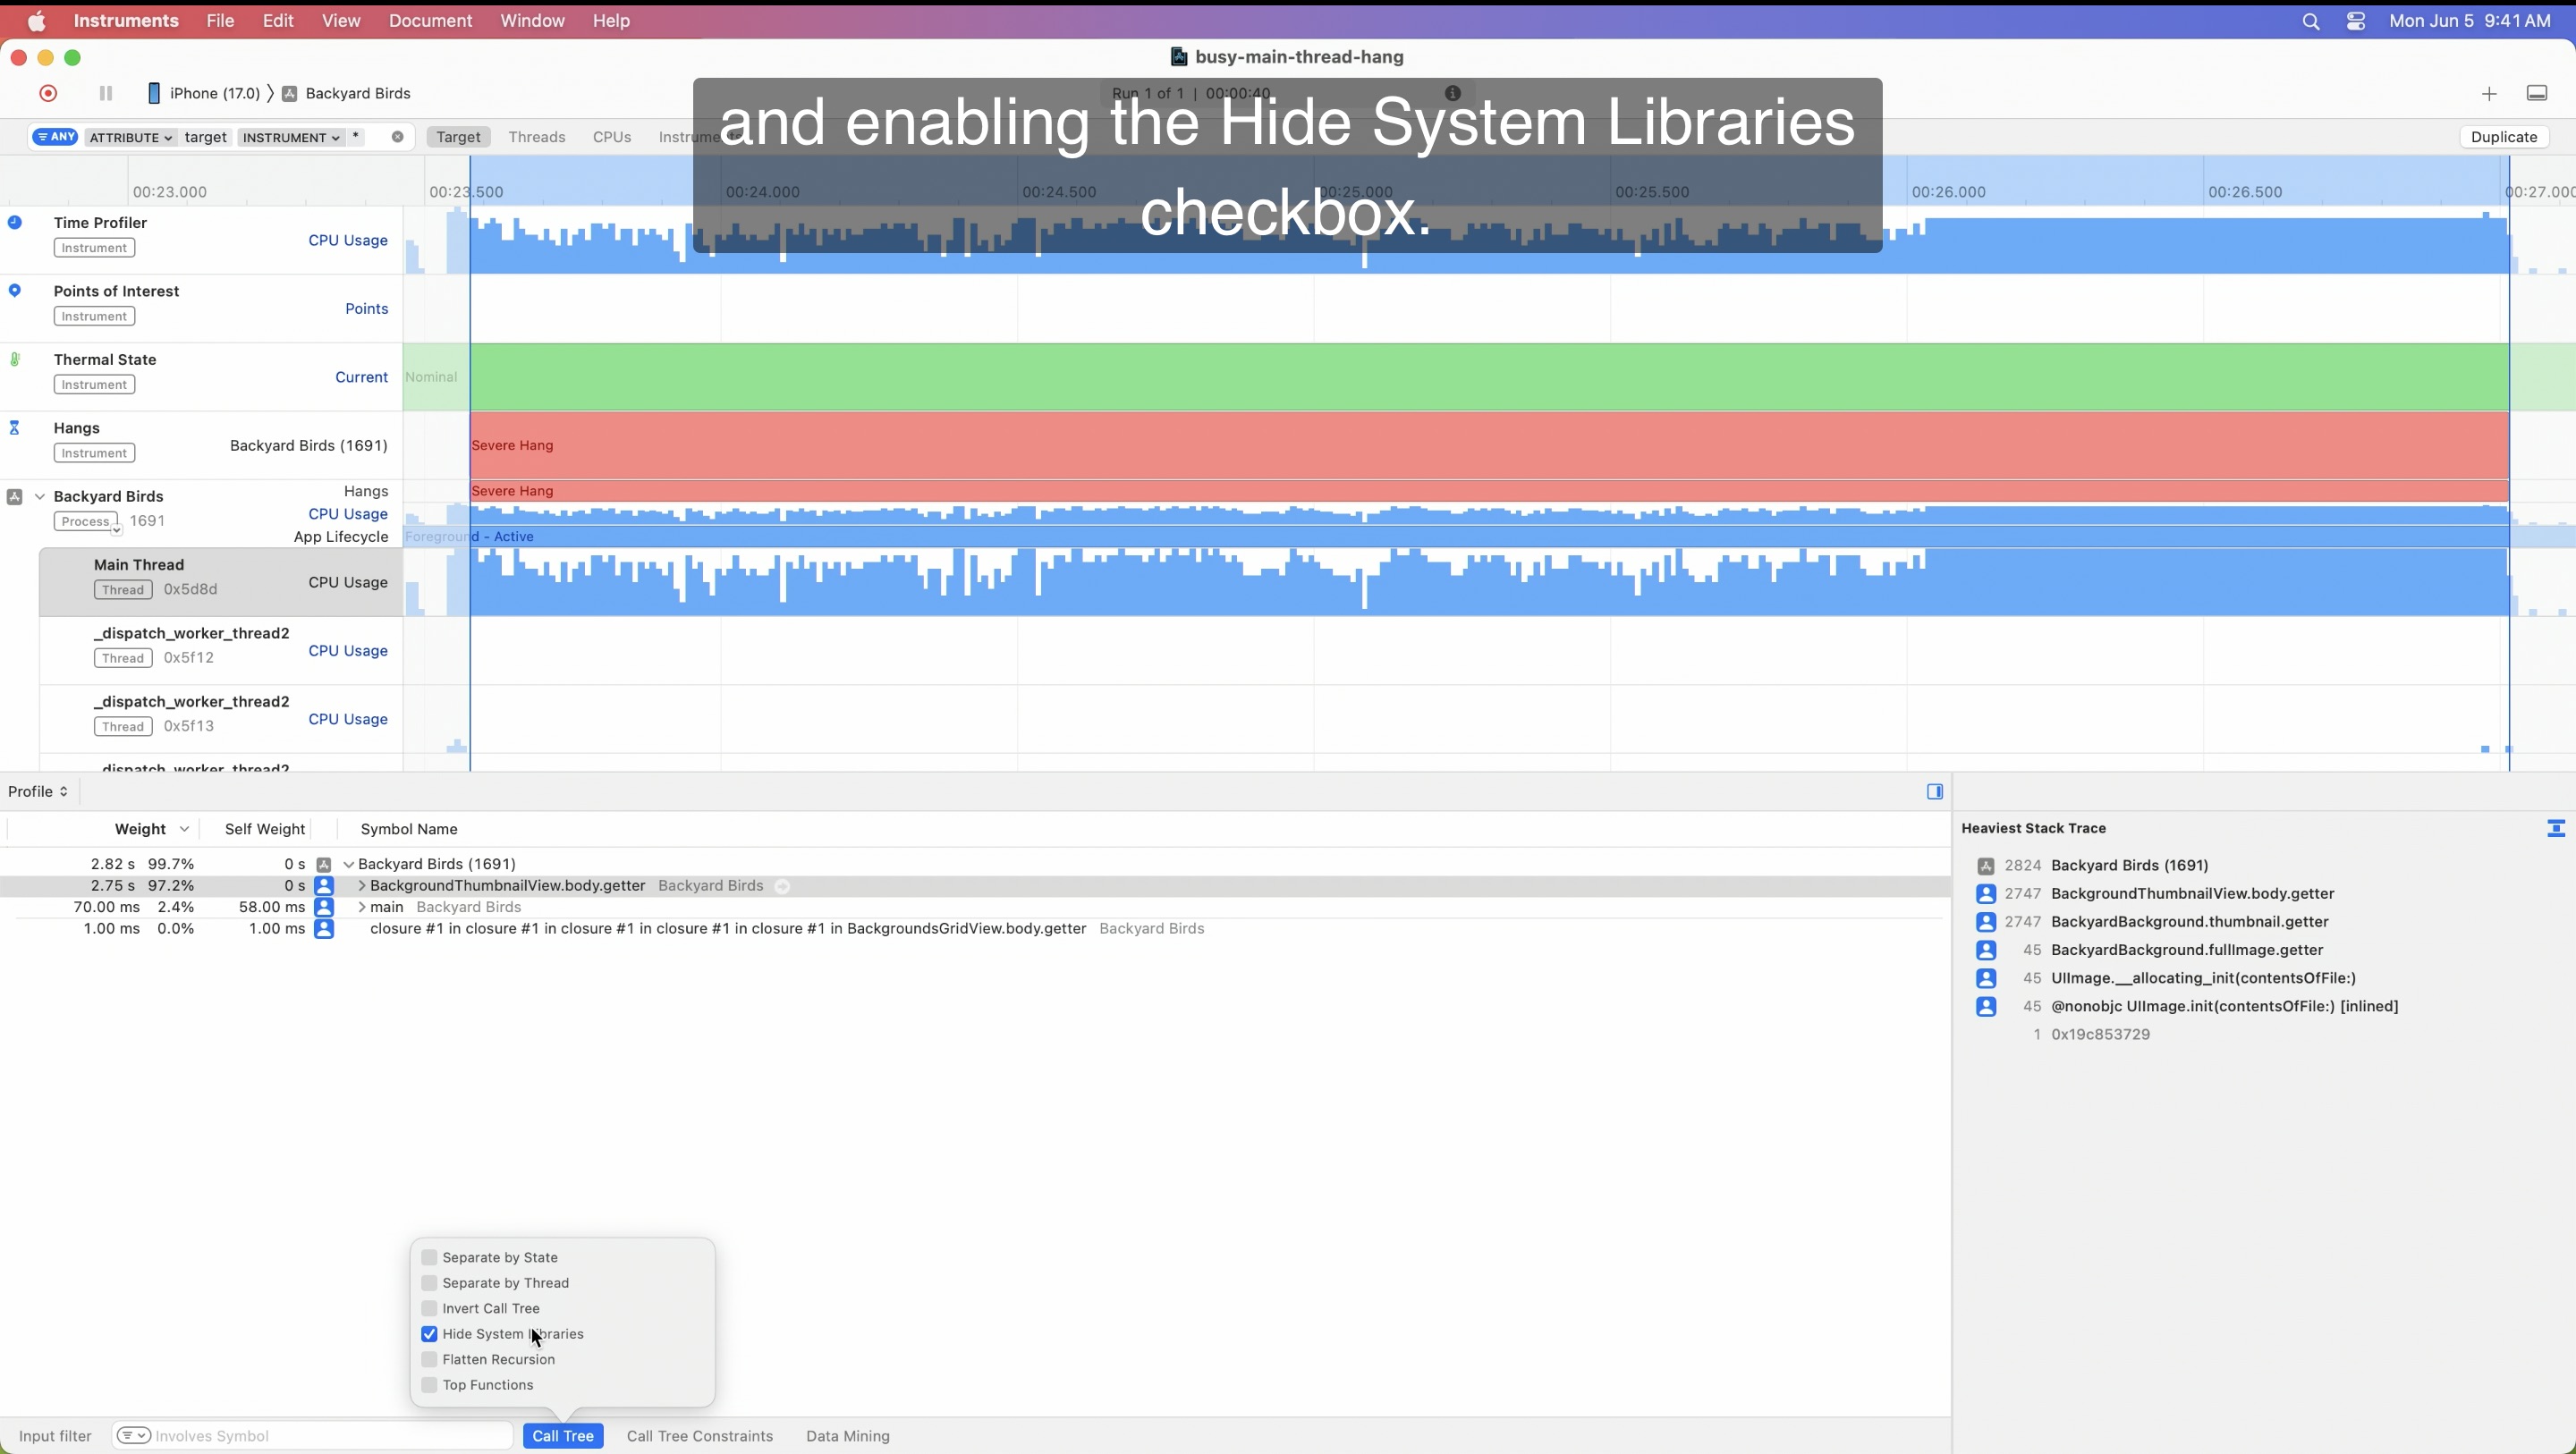 Instruments File Edit View Document Window Help Mon Jun 5 9:41 AM
busy-main-thread-hang
iPhone (17.0) Backyard Birds Run 1 of 1 | 00:00:40
and enabling the Hide System Libraries
checkbox.
ANY ATTRIBUTE target INSTRUMENT * Target Threads CPUs Duplicate
00:23.000 00:23.500 00:24.000 00:24.500 00:25.000 00:25.500 00:26.000 00:26.500 00:27.000
Time Profiler
Instrument
CPU Usage
Points of Interest
Instrument
Points
Thermal State
Instrument
Current
Nominal
Hangs
Instrument
Backyard Birds (1691)
Severe Hang
Backyard Birds
Process 1691
Hangs
Severe Hang
CPU Usage
App Lifecycle
Foreground - Active
Main Thread
Thread 0x5d8d
CPU Usage
_dispatch_worker_thread2
Thread 0x5f12
CPU Usage
_dispatch_worker_thread2
Thread 0x5f13
CPU Usage
_dispatch_worker_thread2
Profile
Weight Self Weight Symbol Name
2.82 s 99.7% 0 s Backyard Birds (1691)
2.75 s 97.2% 0 s BackgroundThumbnailView.body.getter Backyard Birds
70.00 ms 2.4% 58.00 ms main Backyard Birds
1.00 ms 0.0% 1.00 ms closure #1 in closure #1 in closure #1 in closure #1 in closure #1 in BackgroundsGridView.body.getter Backyard Birds
Heaviest Stack Trace
2824 Backyard Birds (1691)
2747 BackgroundThumbnailView.body.getter
2747 BackyardBackground.thumbnail.getter
45 BackyardBackground.fullImage.getter
45 UIImage.__allocating_init(contentsOfFile:)
45 @nonobjc UIImage.init(contentsOfFile:) [inlined]
1 0x19c853729
Separate by State
Separate by Thread
Invert Call Tree
Hide System Libraries
Flatten Recursion
Top Functions
Input filter Involves Symbol Call Tree Call Tree Constraints Data Mining